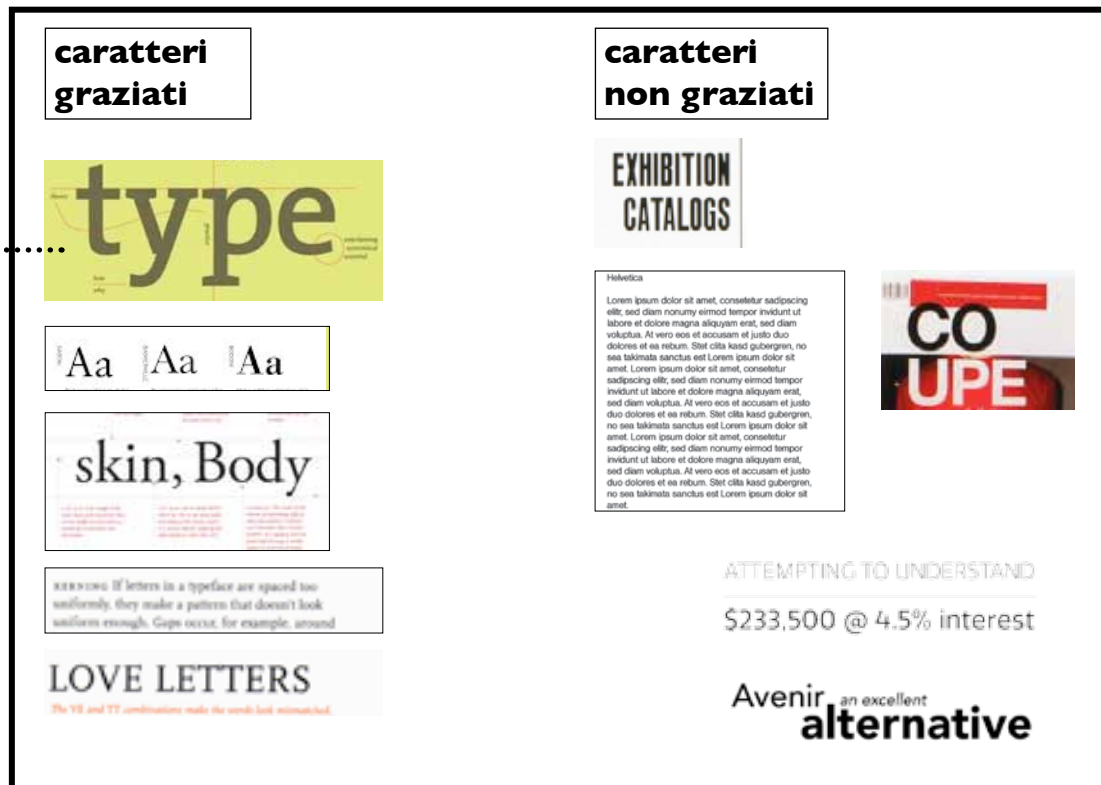 caratteri
graziati
type
Aa Aa Aa
skin, Body
KERNING If letters in a typeface are spaced too
uniformly, they make a pattern that doesn't look
uniform enough. Gaps occur, for example, around
LOVE LETTERS
The VE and TT combinations make the words look mismatched.
caratteri
non graziati
EXHIBITION
CATALOGS
Helvetica
Lorem ipsum dolor sit amet, consetetur sadipscing
elitr, sed diam nonumy eirmod tempor invidunt ut
labore et dolore magna aliquyam erat, sed diam
voluptua. At vero eos et accusam et justo duo
dolores et ea rebum. Stet clita kasd gubergren, no
sea takimata sanctus est Lorem ipsum dolor sit
amet. Lorem ipsum dolor sit amet, consetetur
sadipscing elitr, sed diam nonumy eirmod tempor
invidunt ut labore et dolore magna aliquyam erat,
sed diam voluptua. At vero eos et accusam et justo
duo dolores et ea rebum. Stet clita kasd gubergren,
no sea takimata sanctus est Lorem ipsum dolor sit
amet. Lorem ipsum dolor sit amet, consetetur
sadipscing elitr, sed diam nonumy eirmod tempor
invidunt ut labore et dolore magna aliquyam erat,
sed diam voluptua. At vero eos et accusam et justo
duo dolores et ea rebum. Stet clita kasd gubergren,
no sea takimata sanctus est Lorem ipsum dolor sit
amet.
CO
UPE
ATTEMPTING TO UNDERSTAND
$233,500 @ 4.5% interest
Avenir an excellent
alternative